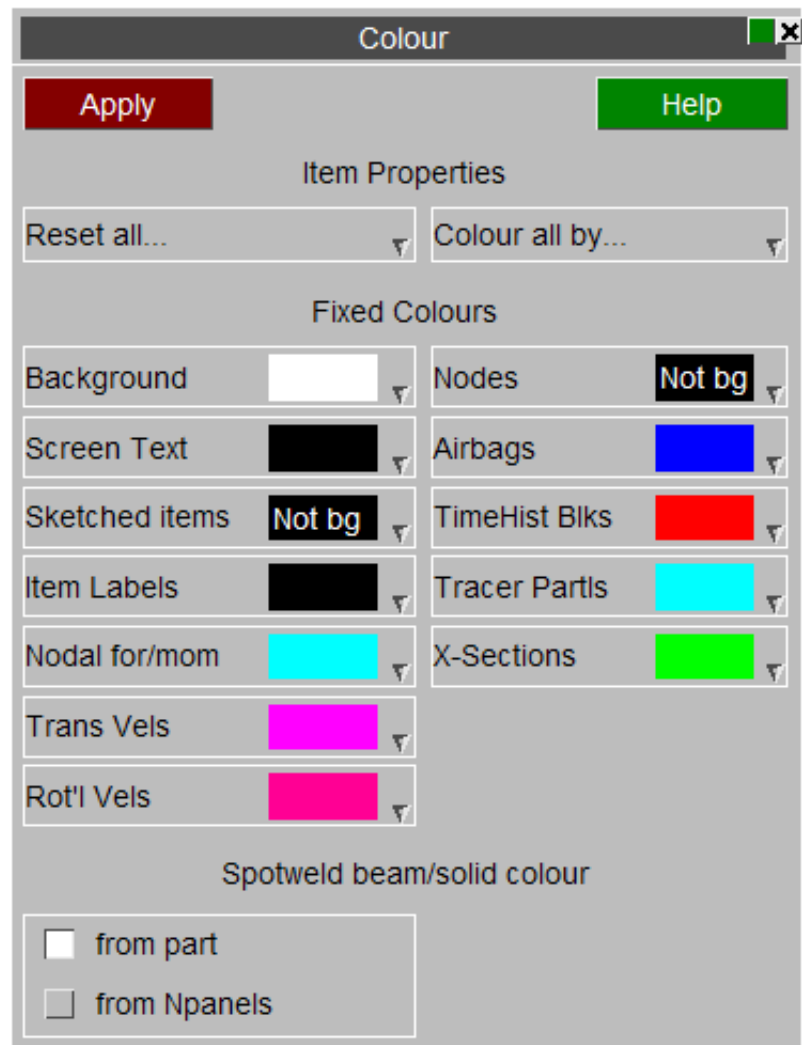 Colour
Apply Help
Item Properties
Reset all... Colour all by...
Fixed Colours
Background Nodes Not bg
Screen Text Airbags
Sketched items Not bg TimeHist Blks
Item Labels Tracer Partls
Nodal for/mom X-Sections
Trans Vels
Rot'l Vels
Spotweld beam/solid colour
from part
from Npanels